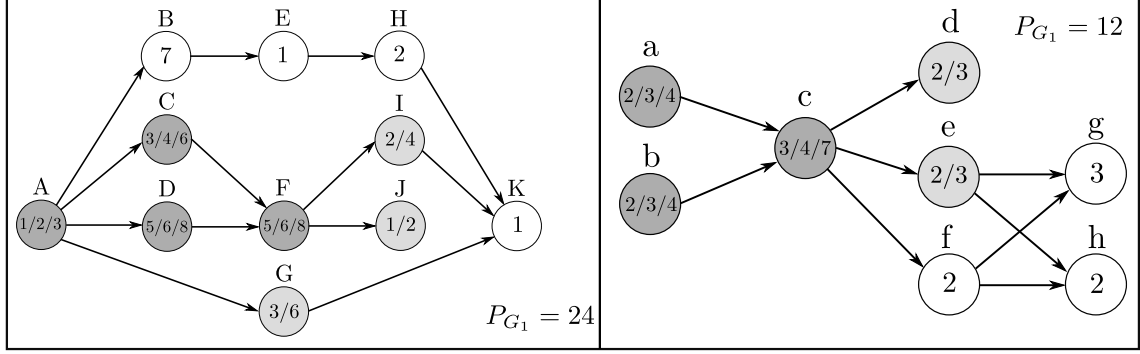 B E H
7 1 2
C I
3/4/6 2/4
A D F J K
1/2/3 5/6/8 5/6/8 1/2 1
G
3/6
P_{G_1} = 24
P_{G_1} = 12
d
a 2/3
2/3/4
c
3/4/7
b e g
2/3/4 2/3 3
f h
2 2